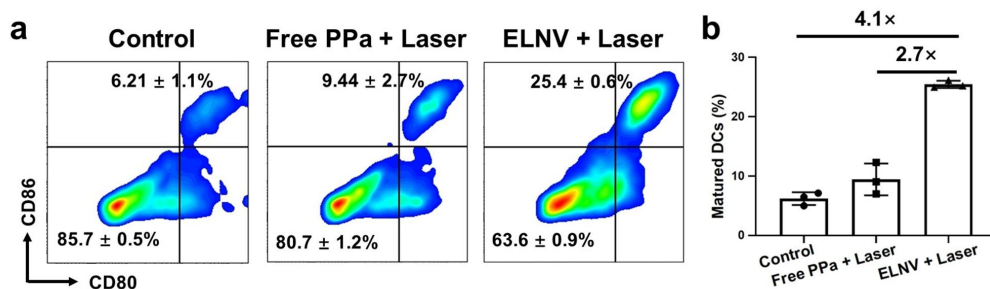 a
Control
Free PPa + Laser
ELNV + Laser
6.21 ± 1.1%
9.44 ± 2.7%
25.4 ± 0.6%
85.7 ± 0.5%
80.7 ± 1.2%
63.6 ± 0.9%
CD86
CD80
b
4.1×
2.7×
Matured DCs (%)
30
20
10
0
Control
Free PPa + Laser
ELNV + Laser